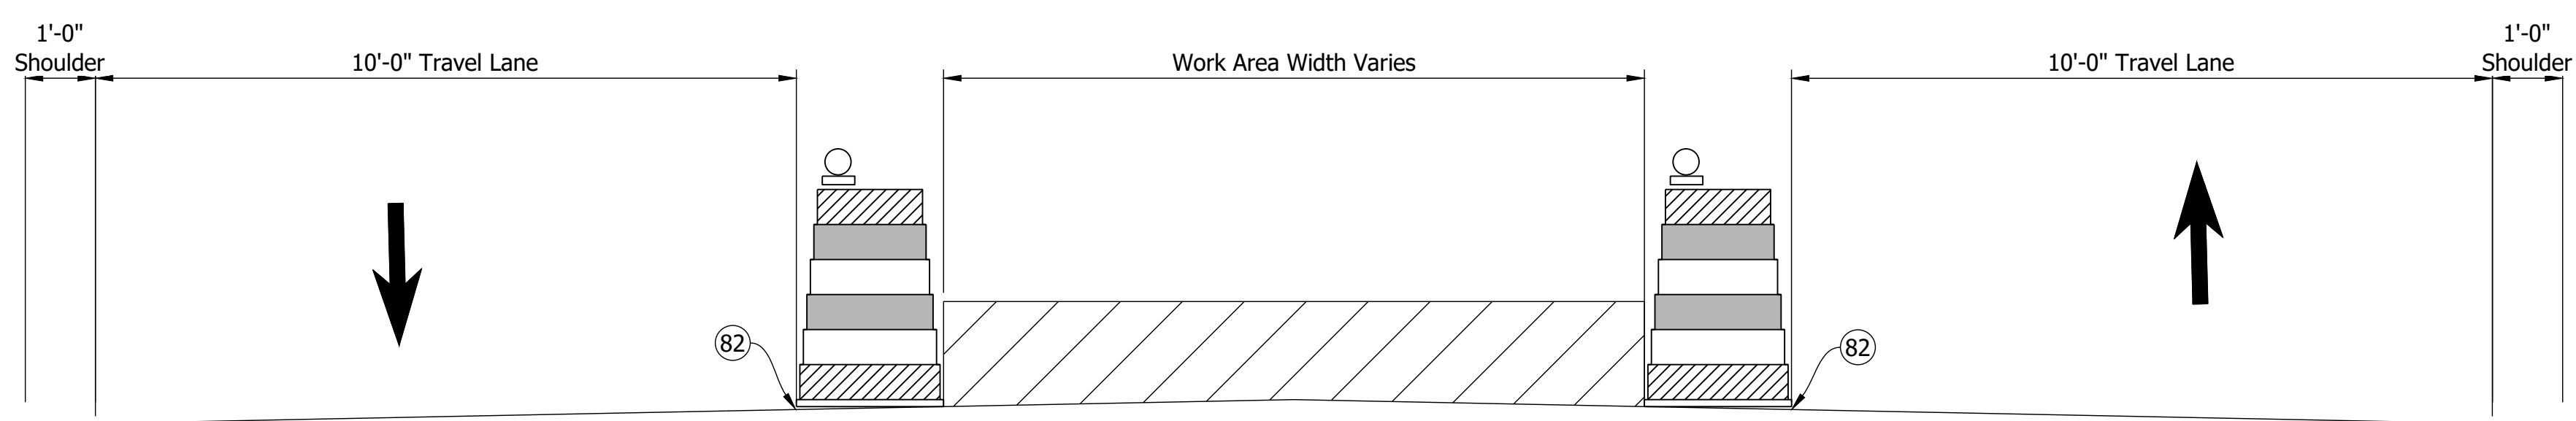 1'-0"
Shoulder
10'-0" Travel Lane
Work Area Width Varies
10'-0" Travel Lane
1'-0"
Shoulder
82
82